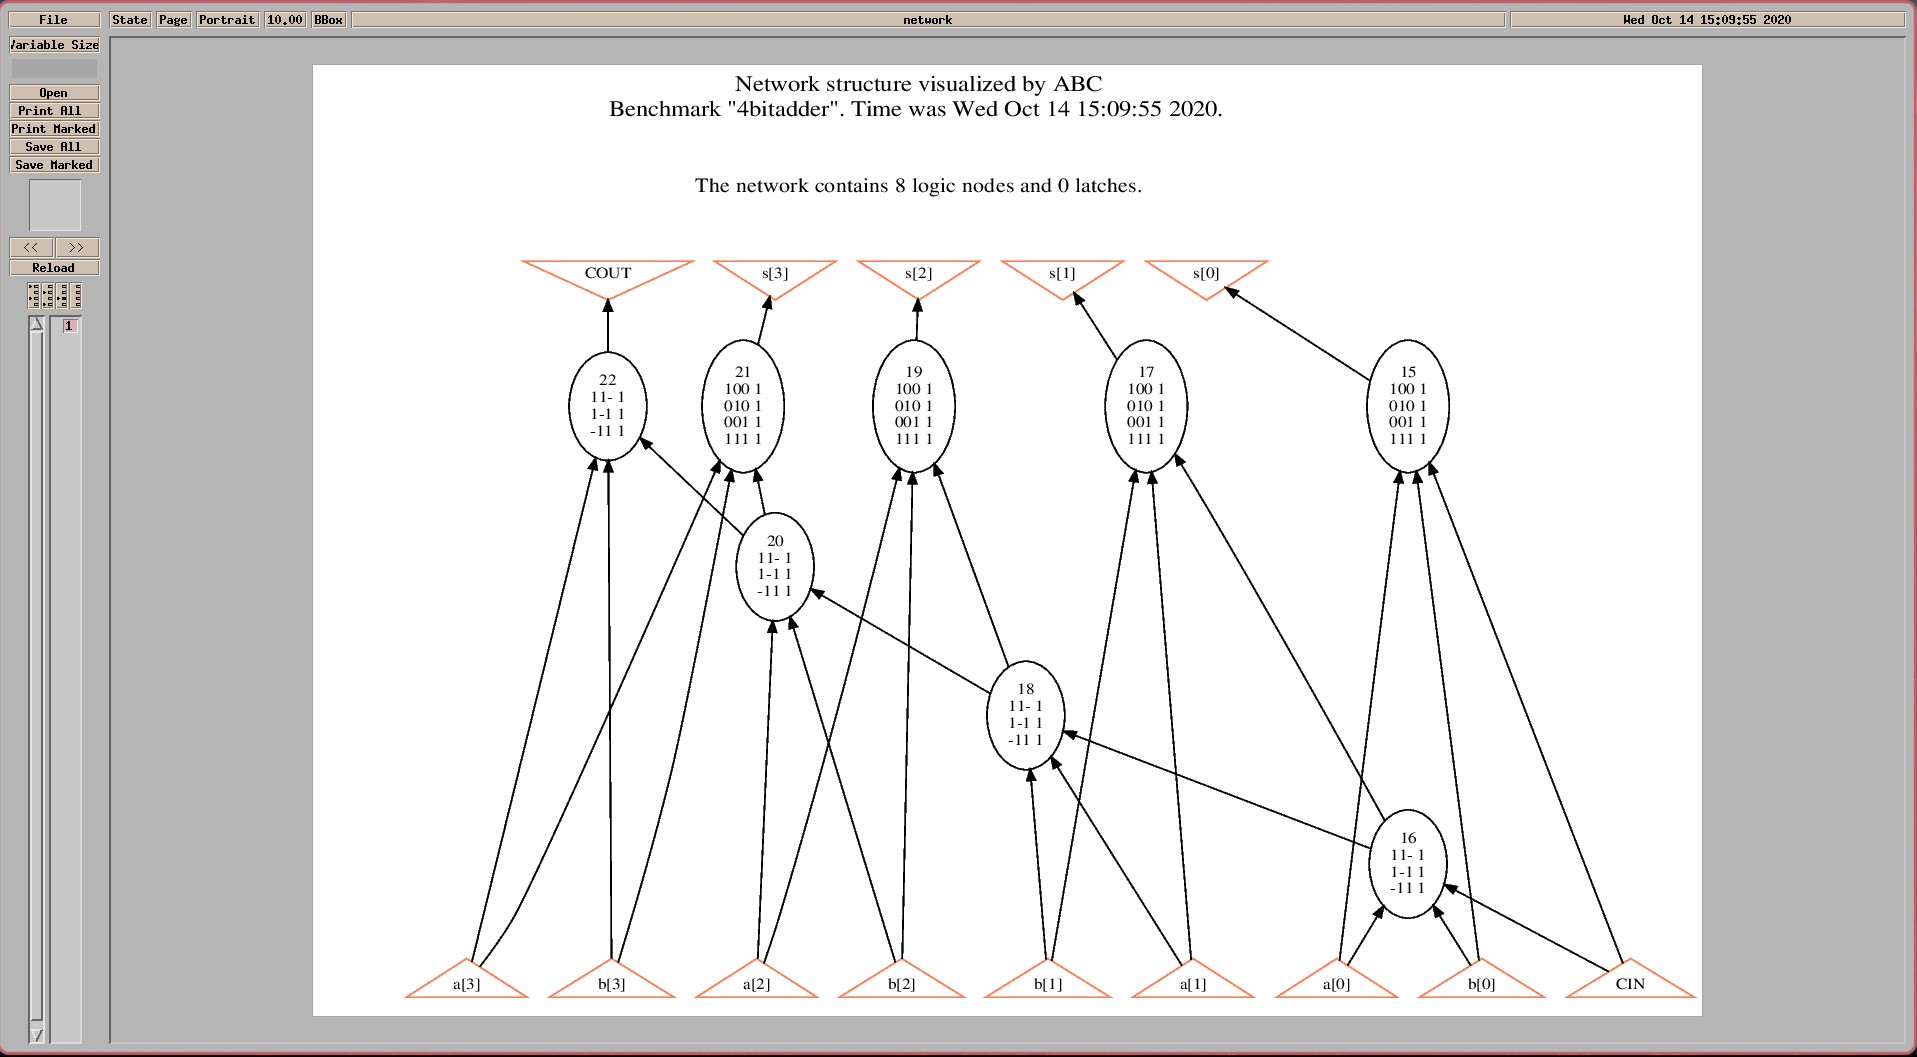 File
State
Page
Portrait
10.00
BBox
network
Wed Oct 14 15:09:55 2020
Variable Size
Open
Print All
Print Marked
Save All
Save Marked
<<
>>
Reload
1
Network structure visualized by ABC
Benchmark "4bitadder". Time was Wed Oct 14 15:09:55 2020.
The network contains 8 logic nodes and 0 latches.
COUT
s[3]
s[2]
s[1]
s[0]
22
11- 1
1-1 1
-11 1
21
100 1
010 1
001 1
111 1
19
100 1
010 1
001 1
111 1
17
100 1
010 1
001 1
111 1
15
100 1
010 1
001 1
111 1
20
11- 1
1-1 1
-11 1
18
11- 1
1-1 1
-11 1
16
11- 1
1-1 1
-11 1
a[3]
b[3]
a[2]
b[2]
b[1]
a[1]
a[0]
b[0]
CIN